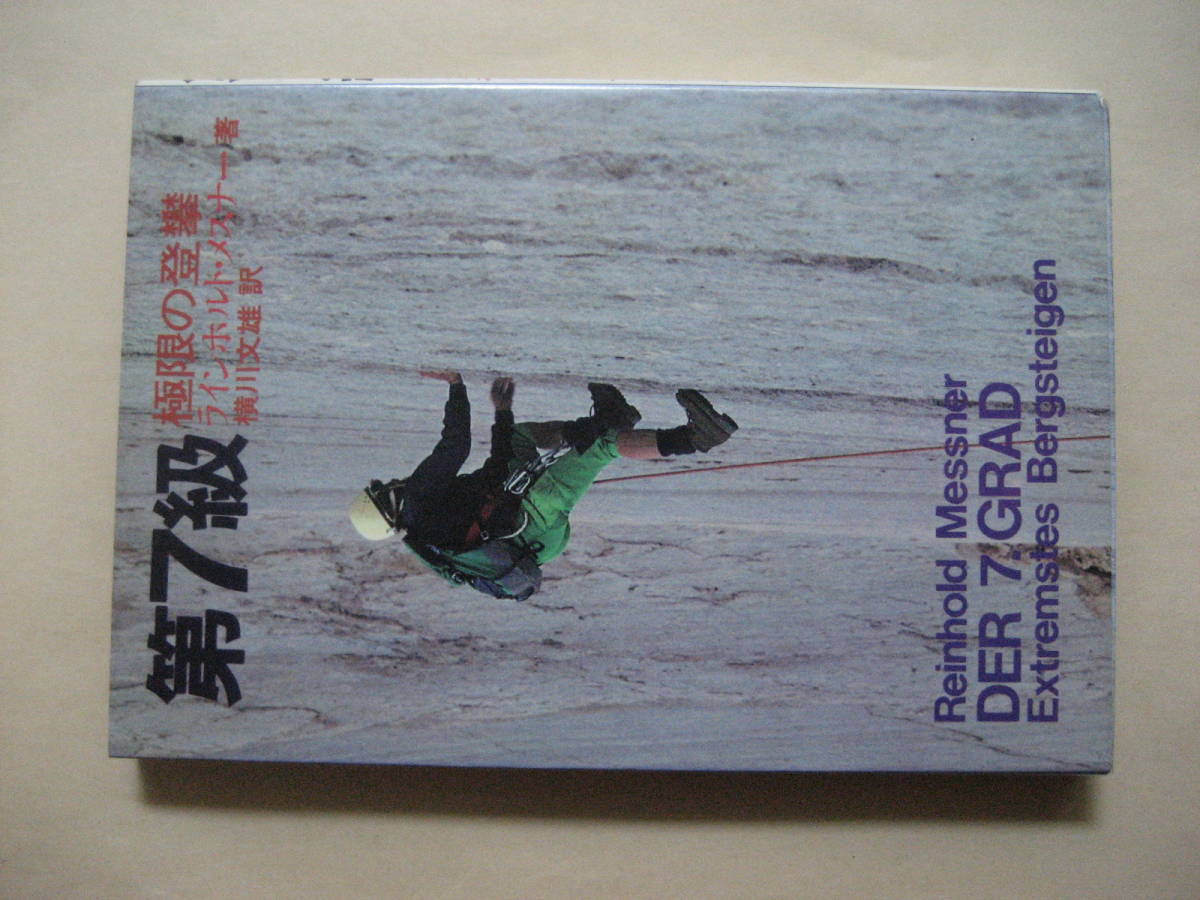 第7級
極限の登攀
ラインホルト・メスナー/著
横川文雄 訳
Reinhold Messner
DER 7.GRAD
Extremstes Bergsteigen